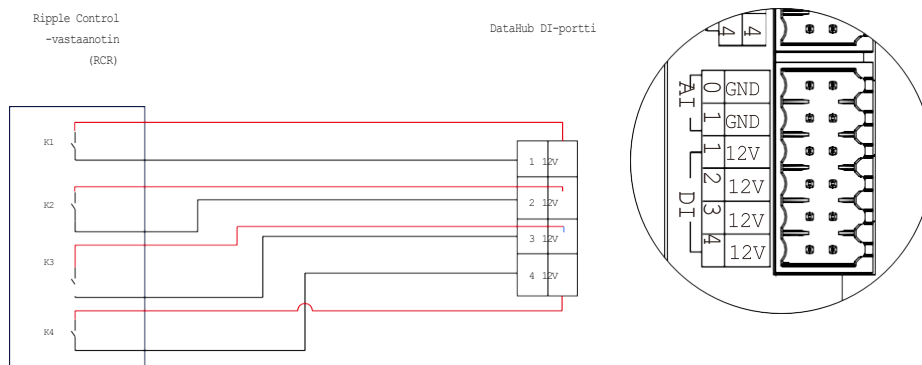 Ripple Control
-vastaanotin
(RCR)
DataHub DI-portti
K1
K2
K3
K4
1 12V
2 12V
3 12V
4 12V
4 4
AI
0 GND
1 GND
DI
1 12V
2 12V
3 12V
4 12V